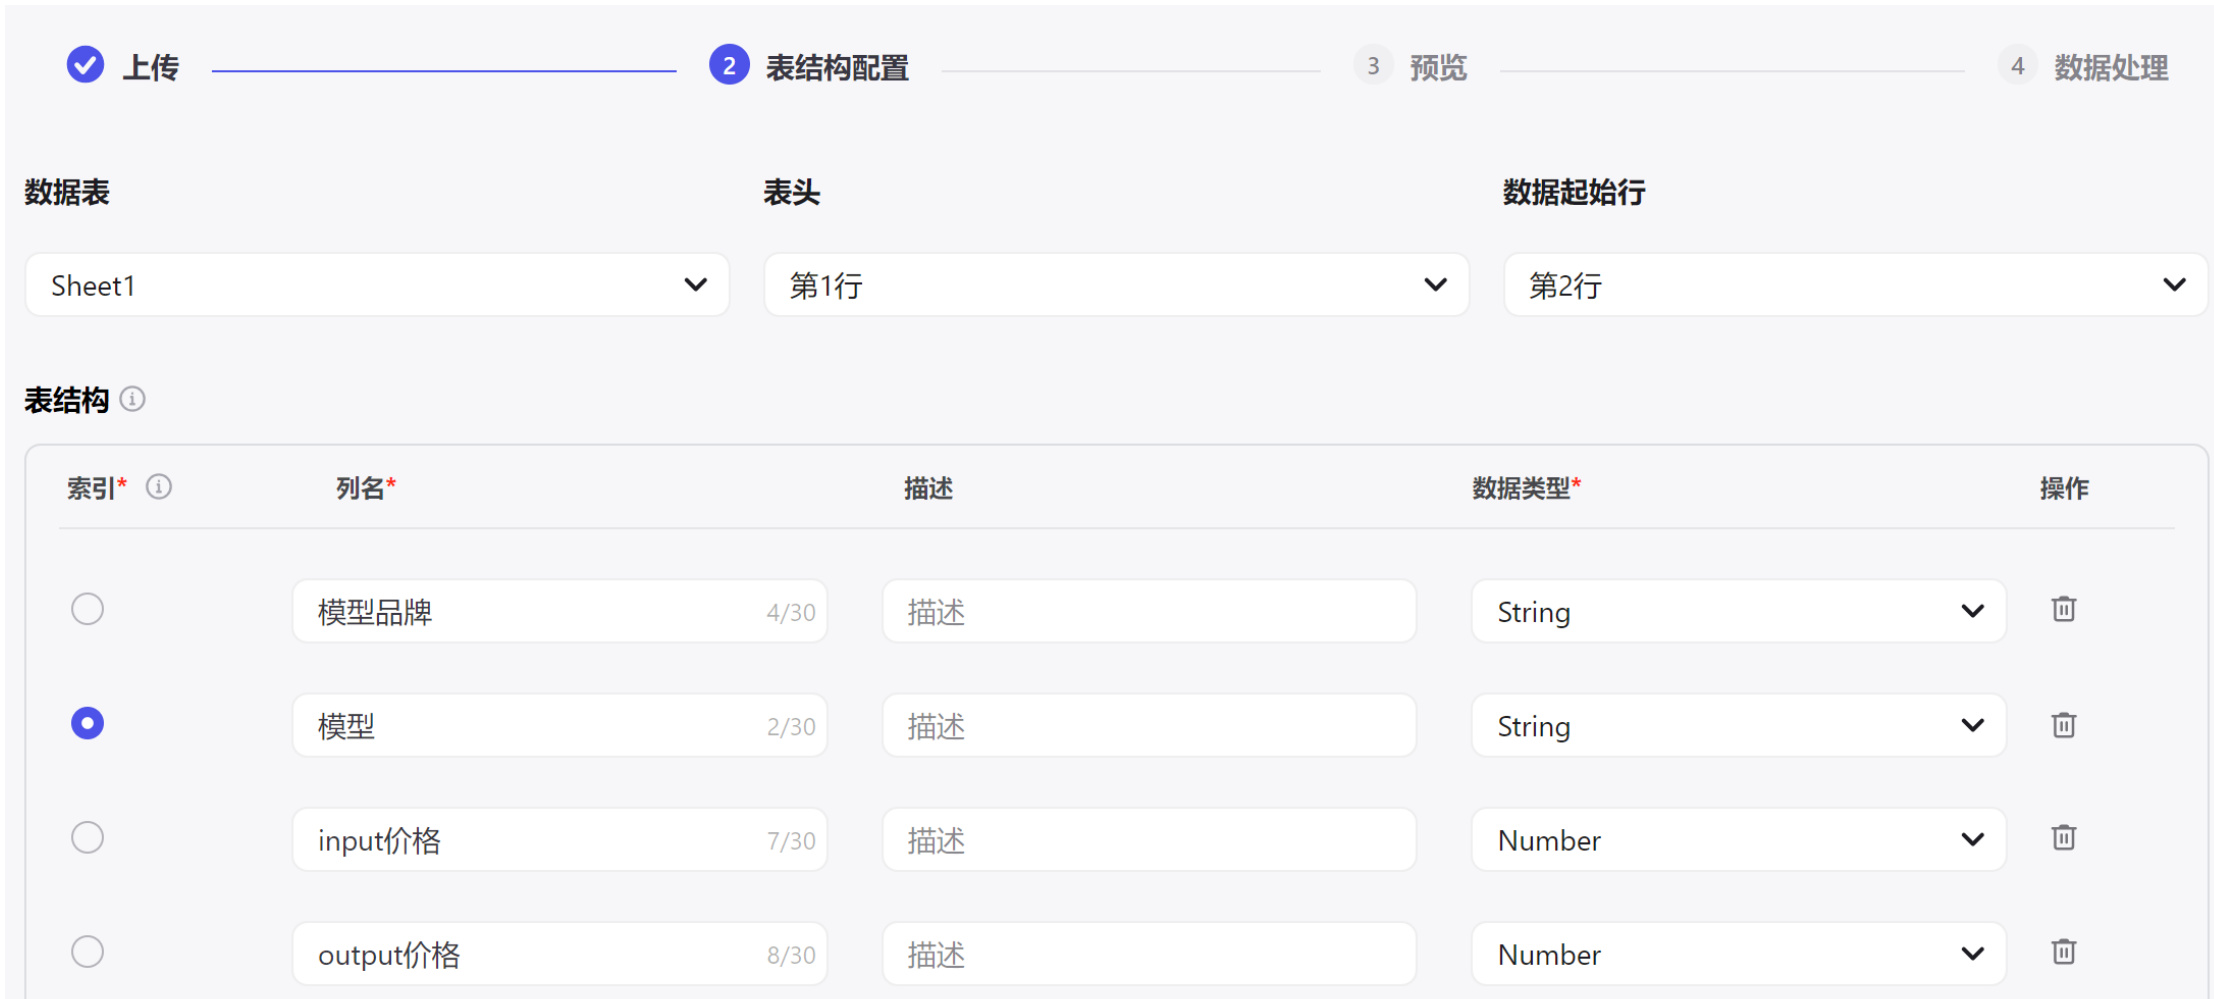 上传
2 表结构配置
3 预览
4 数据处理
数据表 表头 数据起始行
Sheet1 第1行 第2行
表结构
索引* 列名* 描述 数据类型* 操作
模型品牌 4/30 描述 String
模型 2/30 描述 String
input价格 7/30 描述 Number
output价格 8/30 描述 Number